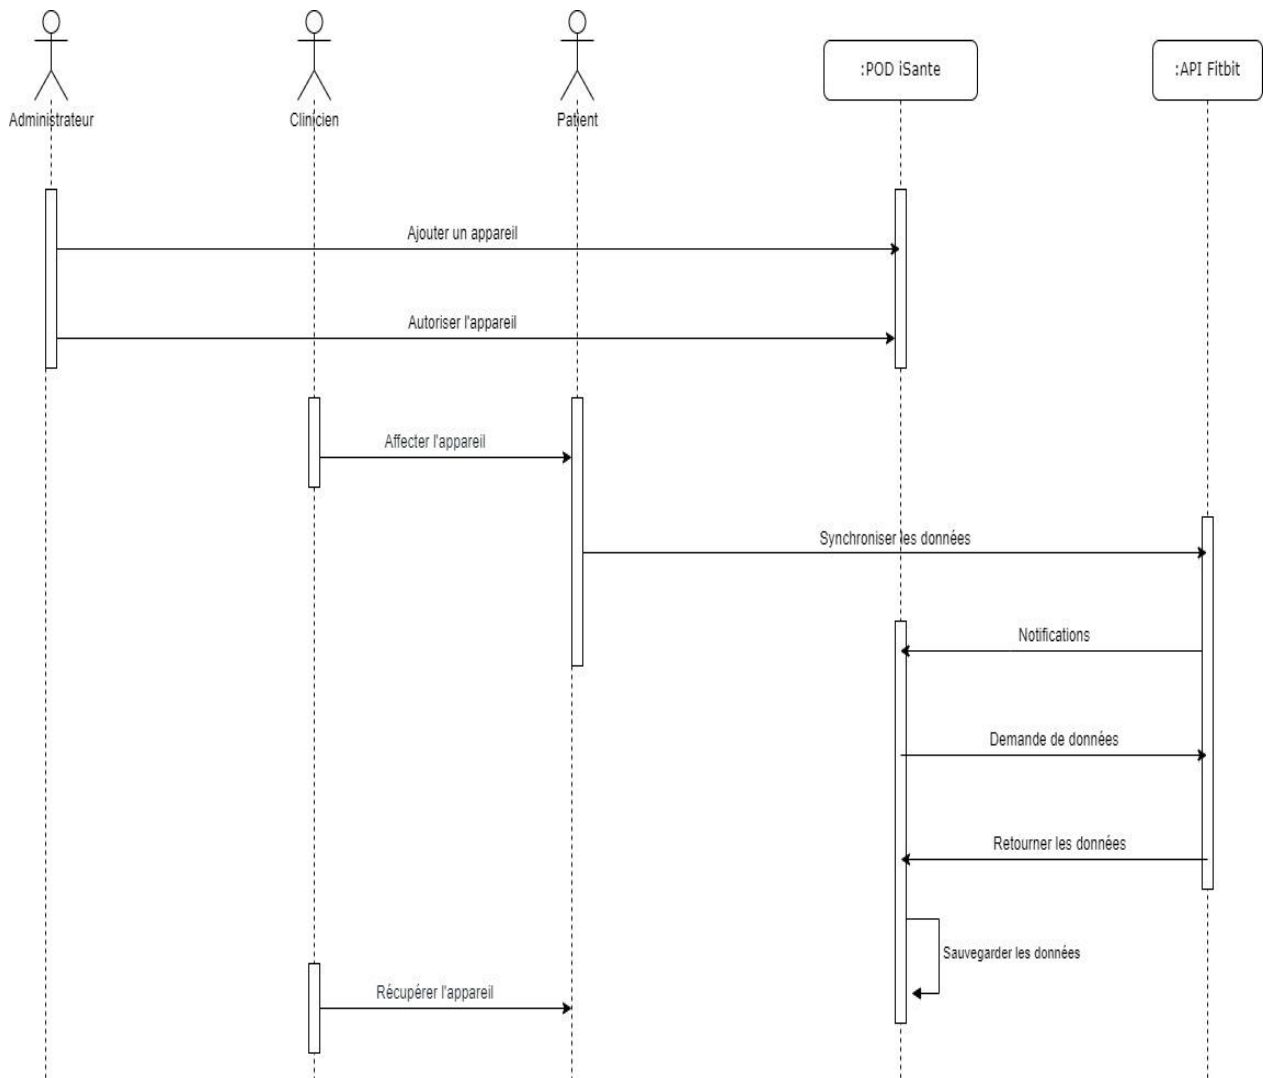 Administrateur
Clinicien
Patient
:POD iSante
:API Fitbit
Ajouter un appareil
Autoriser l'appareil
Affecter l'appareil
Synchroniser les données
Notifications
Demande de données
Retourner les données
Sauvegarder les données
Récupérer l'appareil